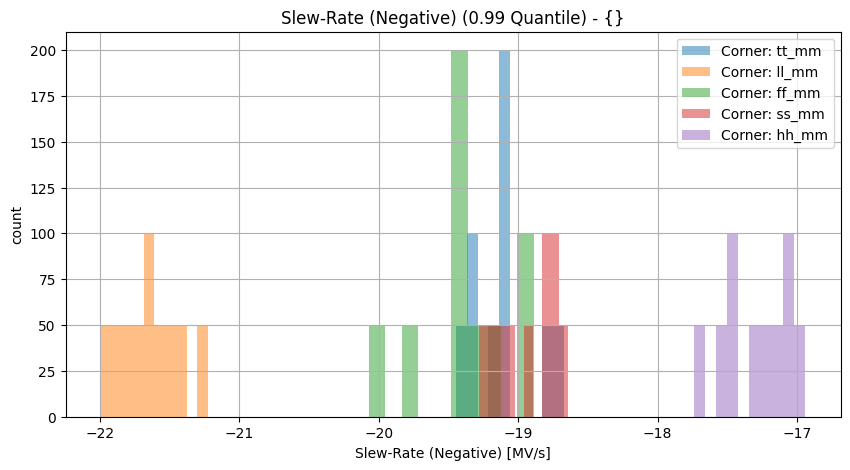 Slew-Rate (Negative) (0.99 Quantile) - {}
Corner: tt_mm
Corner: ll_mm
Corner: ff_mm
Corner: ss_mm
Corner: hh_mm
count
200
175
150
125
100
75
50
25
0
−22
−21
−20
−19
−18
−17
Slew-Rate (Negative) [MV/s]